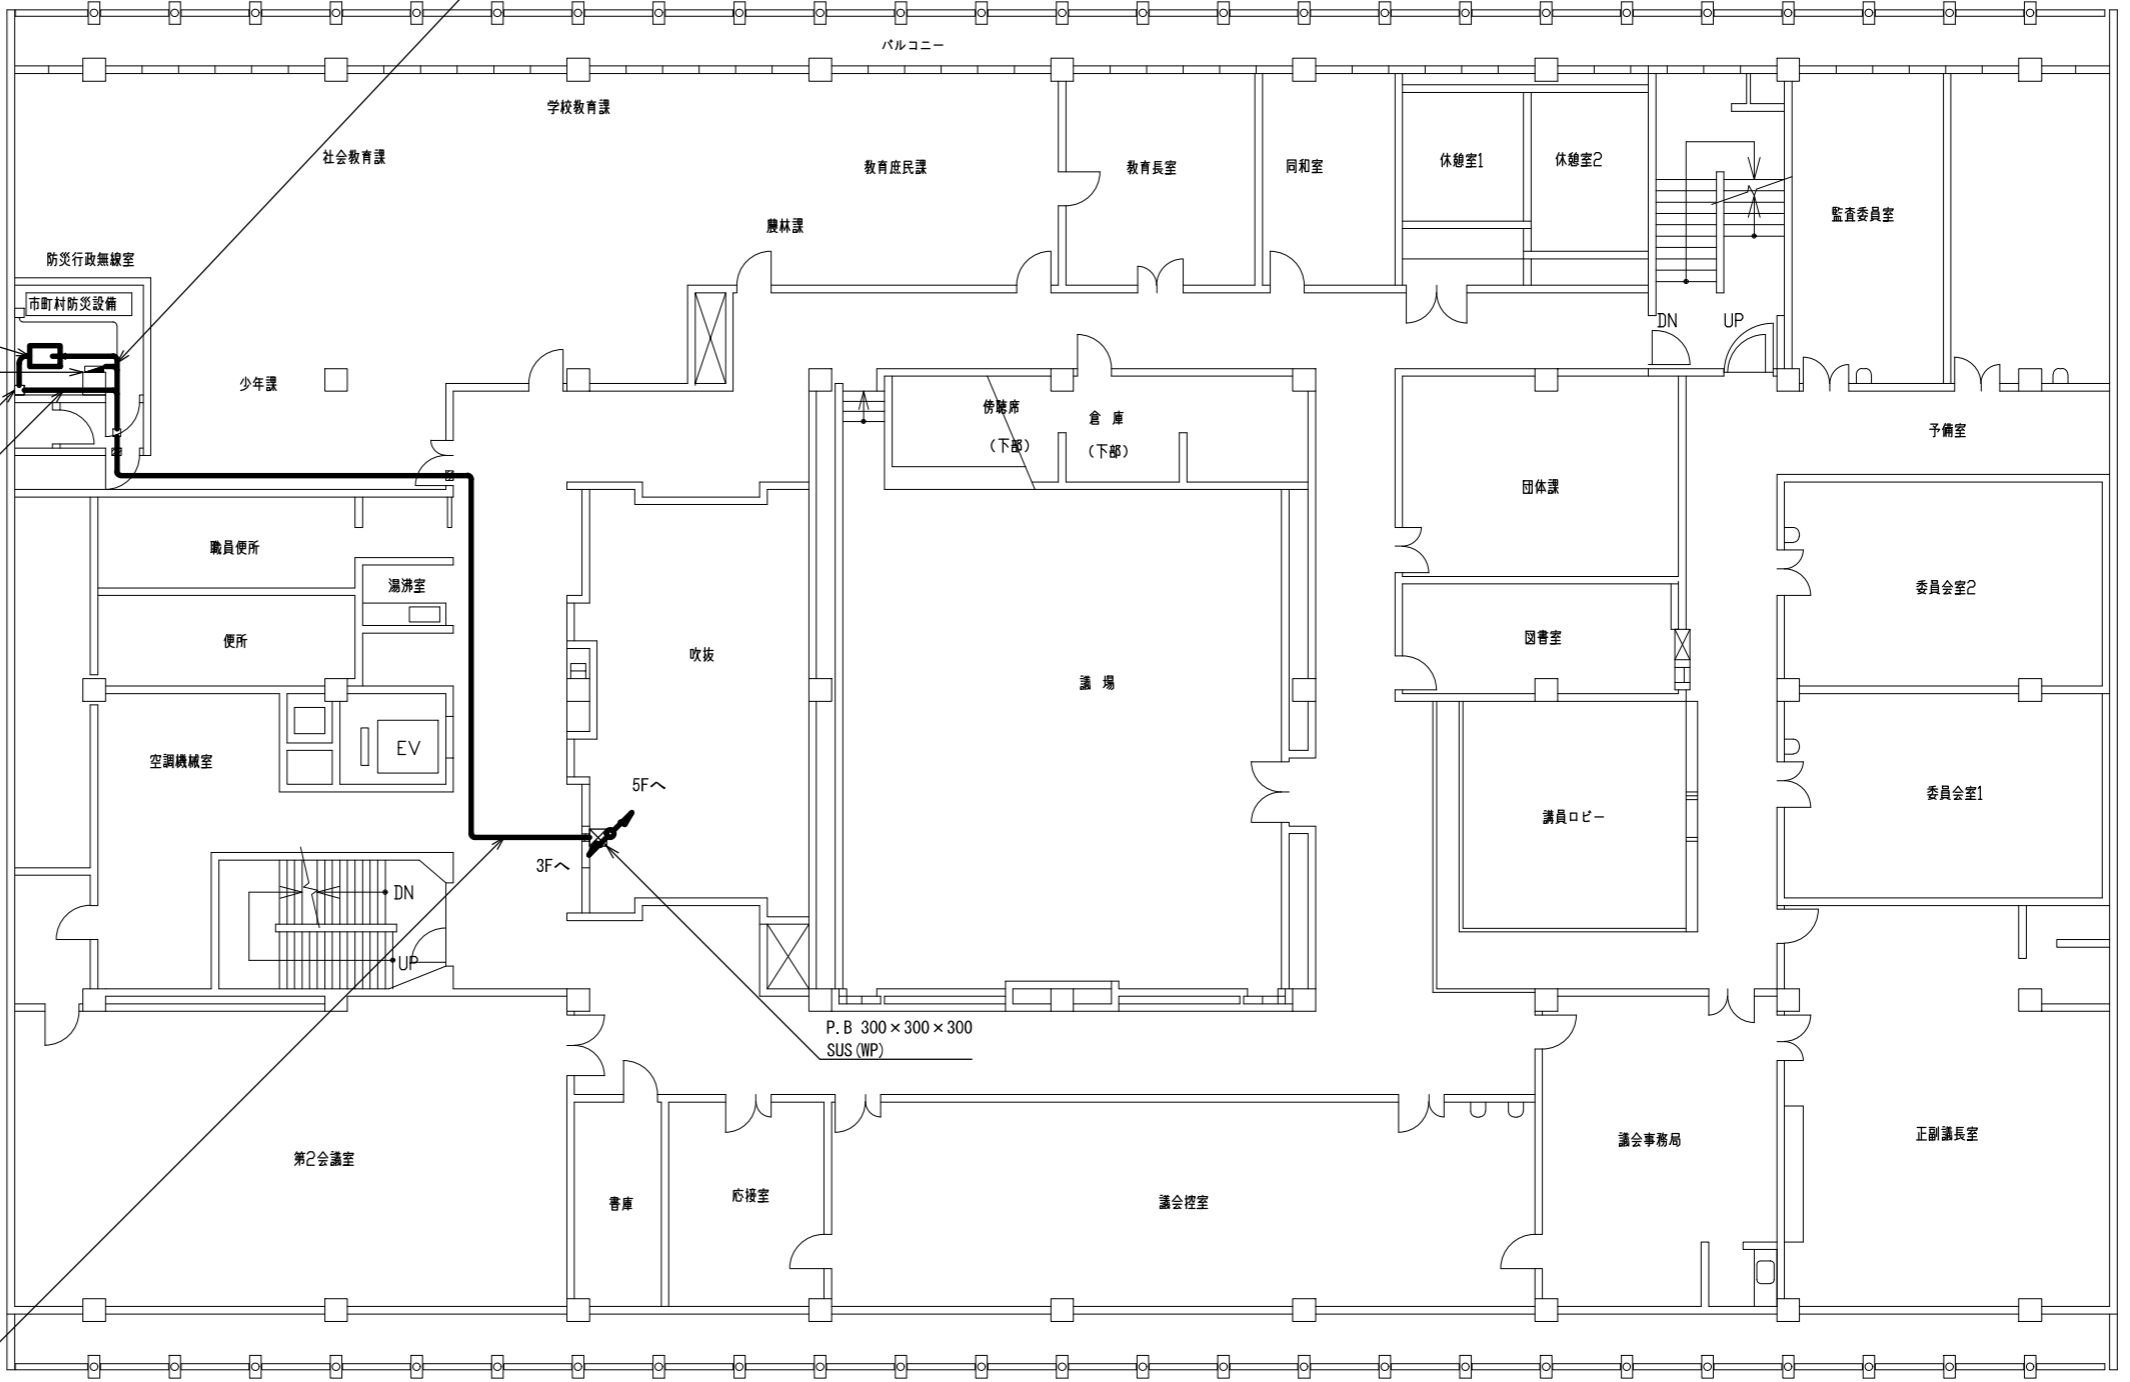 バルコニー
学校教育課
社会教育課
教育庶民課
教育長室
同和室
休憩室1
休憩室2
監査委員室
農林課
防災行政無線室
市町村防災設備
DN
UP
少年課
傍聴席
(下部)
倉 庫
(下部)
予備室
団体課
職員便所
湯沸室
委員会室2
便所
吹抜
図書室
議 場
EV
空調機械室
5Fへ
委員会室1
講員ロビー
3Fへ
DN
UP
P.B 300×300×300
SUS(WP)
第2会議室
書庫
応接室
議会控室
議会事務局
正副議長室